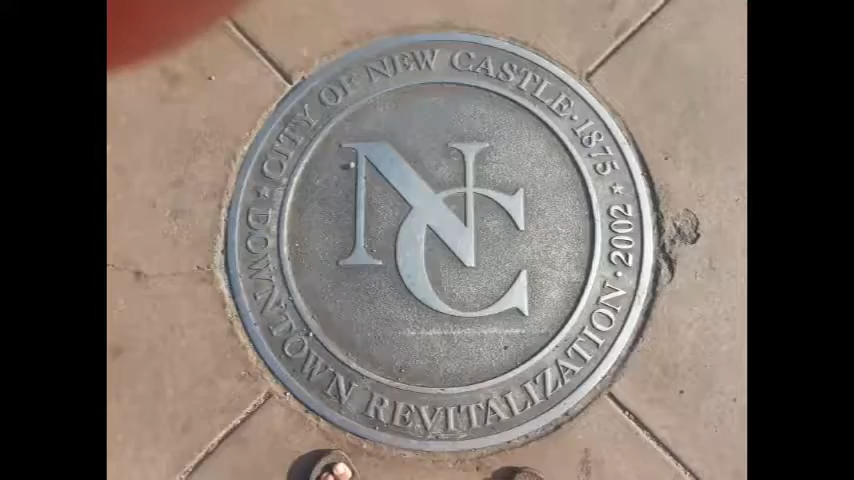 CITY OF NEW CASTLE · 1875
DOWNTOWN REVITALIZATION · 2002
NC